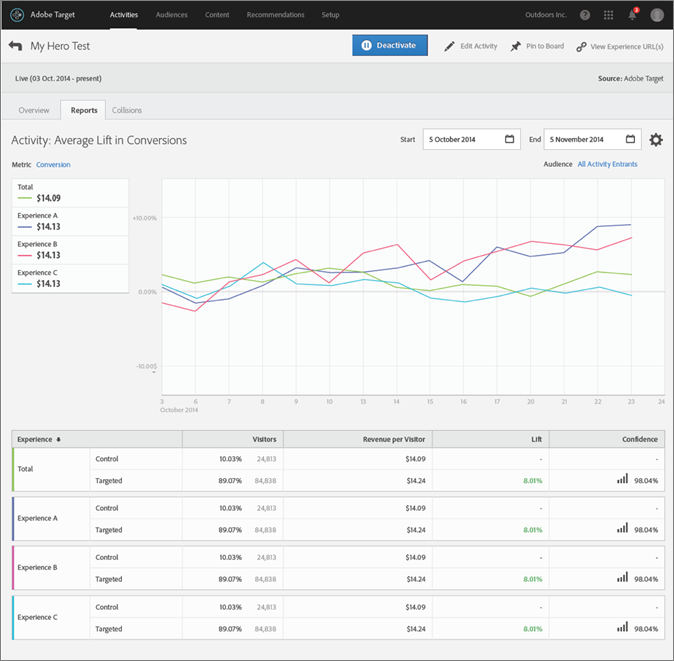 Adobe Target Activities Audiences Content Recommendations Setup Outdoors Inc. ? 3
My Hero Test Deactivate Edit Activity Pin to Board View Experience URL(s)
Live (03 Oct. 2014 - present) Source: Adobe Target
Overview Reports Collisions
Activity: Average Lift in Conversions Start 5 October 2014 End 5 November 2014
Metric Conversion Audience All Activity Entrants
Total
$14.09
Experience A
$14.13
Experience B
$14.13
Experience C
$14.13
+10.00%
0.00%
-10.00$
3 6 7 8 9 10 13 14 15 16 17 20 21 22 23 24
October 2014
Experience Visitors Revenue per Visitor Lift Confidence
Total
Control 10.03% 24,813 $14.09 - -
Targeted 89.07% 84,838 $14.24 8.01% 98.04%
Experience A
Control 10.03% 24,813 $14.09 - -
Targeted 89.07% 84,838 $14.24 8.01% 98.04%
Experience B
Control 10.03% 24,813 $14.09 - -
Targeted 89.07% 84,838 $14.24 8.01% 98.04%
Experience C
Control 10.03% 24,813 $14.09 - -
Targeted 89.07% 84,838 $14.24 8.01% 98.04%